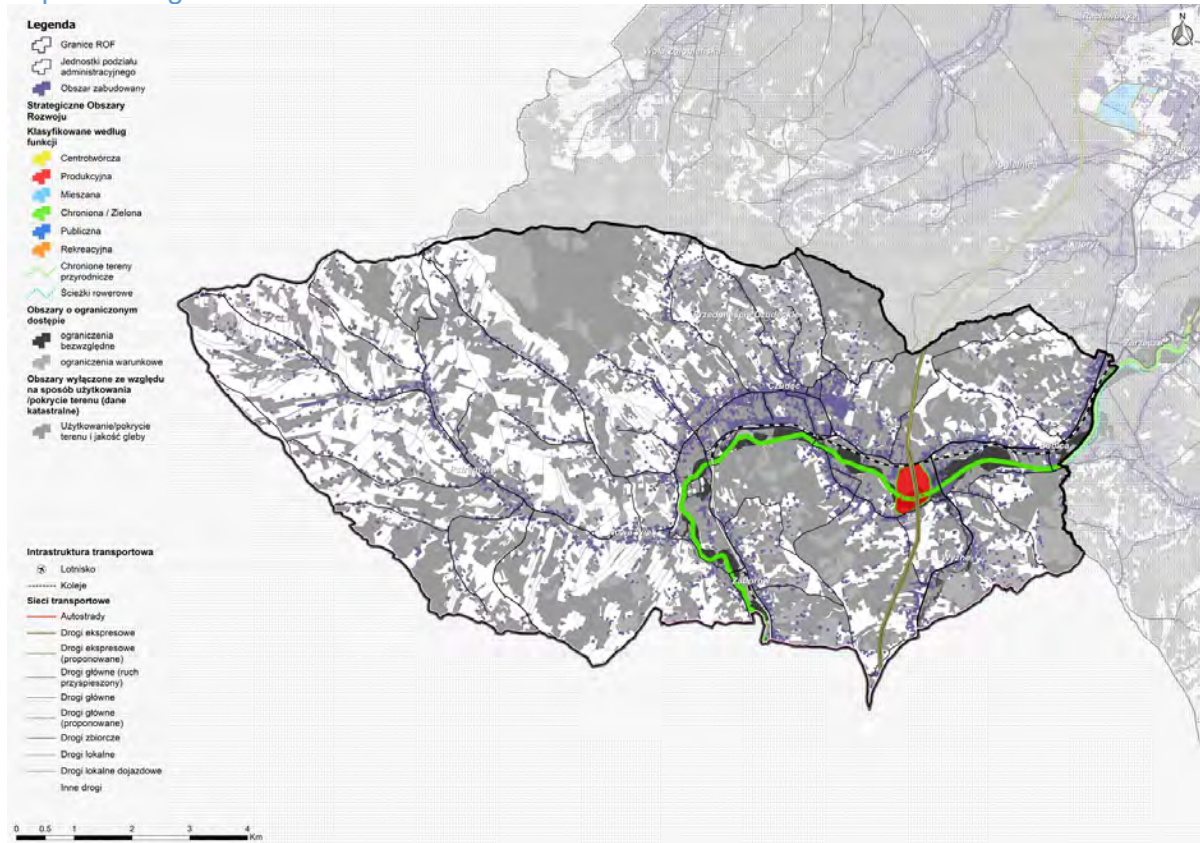 Legenda
Granice ROF
Jednostki podziału
administracyjnego
Obszar zabudowany
Strategiczne Obszary
Rozwoju
Klasyfikowane według
funkcji
Centrotwórcza
Produkcyjna
Mieszana
Chroniona / Zielona
Publiczna
Rekreacyjna
Chronione tereny
przyrodnicze
Ścieżki rowerowe
Obszary o ograniczonym
dostępie
ograniczenia
bezwzględne
ograniczenia warunkowe
Obszary wyłączone ze względu
na sposób użytkowania
/pokrycie terenu (dane
katastralne)
Użytkowanie/pokrycie
terenu i jakość gleby
Intrastruktura transportowa
Lotnisko
Koleje
Sieci transportowe
Autostrady
Drogi ekspresowe
Drogi ekspresowe
(proponowane)
Drogi główne (ruch
przyspieszony)
Drogi główne
Drogi główne
(proponowane)
Drogi zbiorcze
Drogi lokalne
Drogi lokalne dojazdowe
Inne drogi
0 0.5 1 2 3 4
Km
N
Czudec
Zaborów